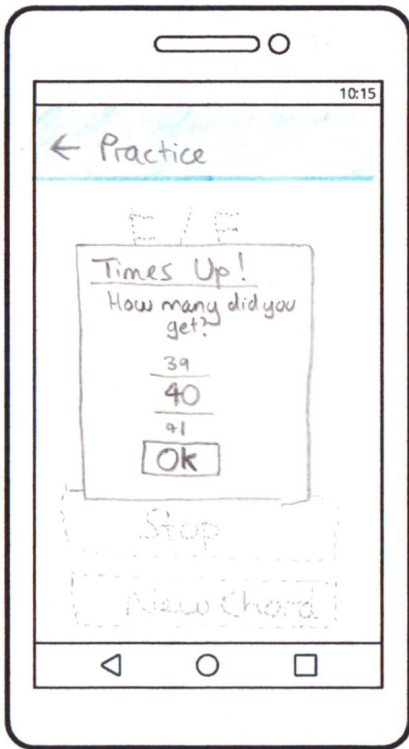 10:15
← Practice
E / E
Times Up!
How many did you
get?
39
40
41
Ok
Stop
New Chord